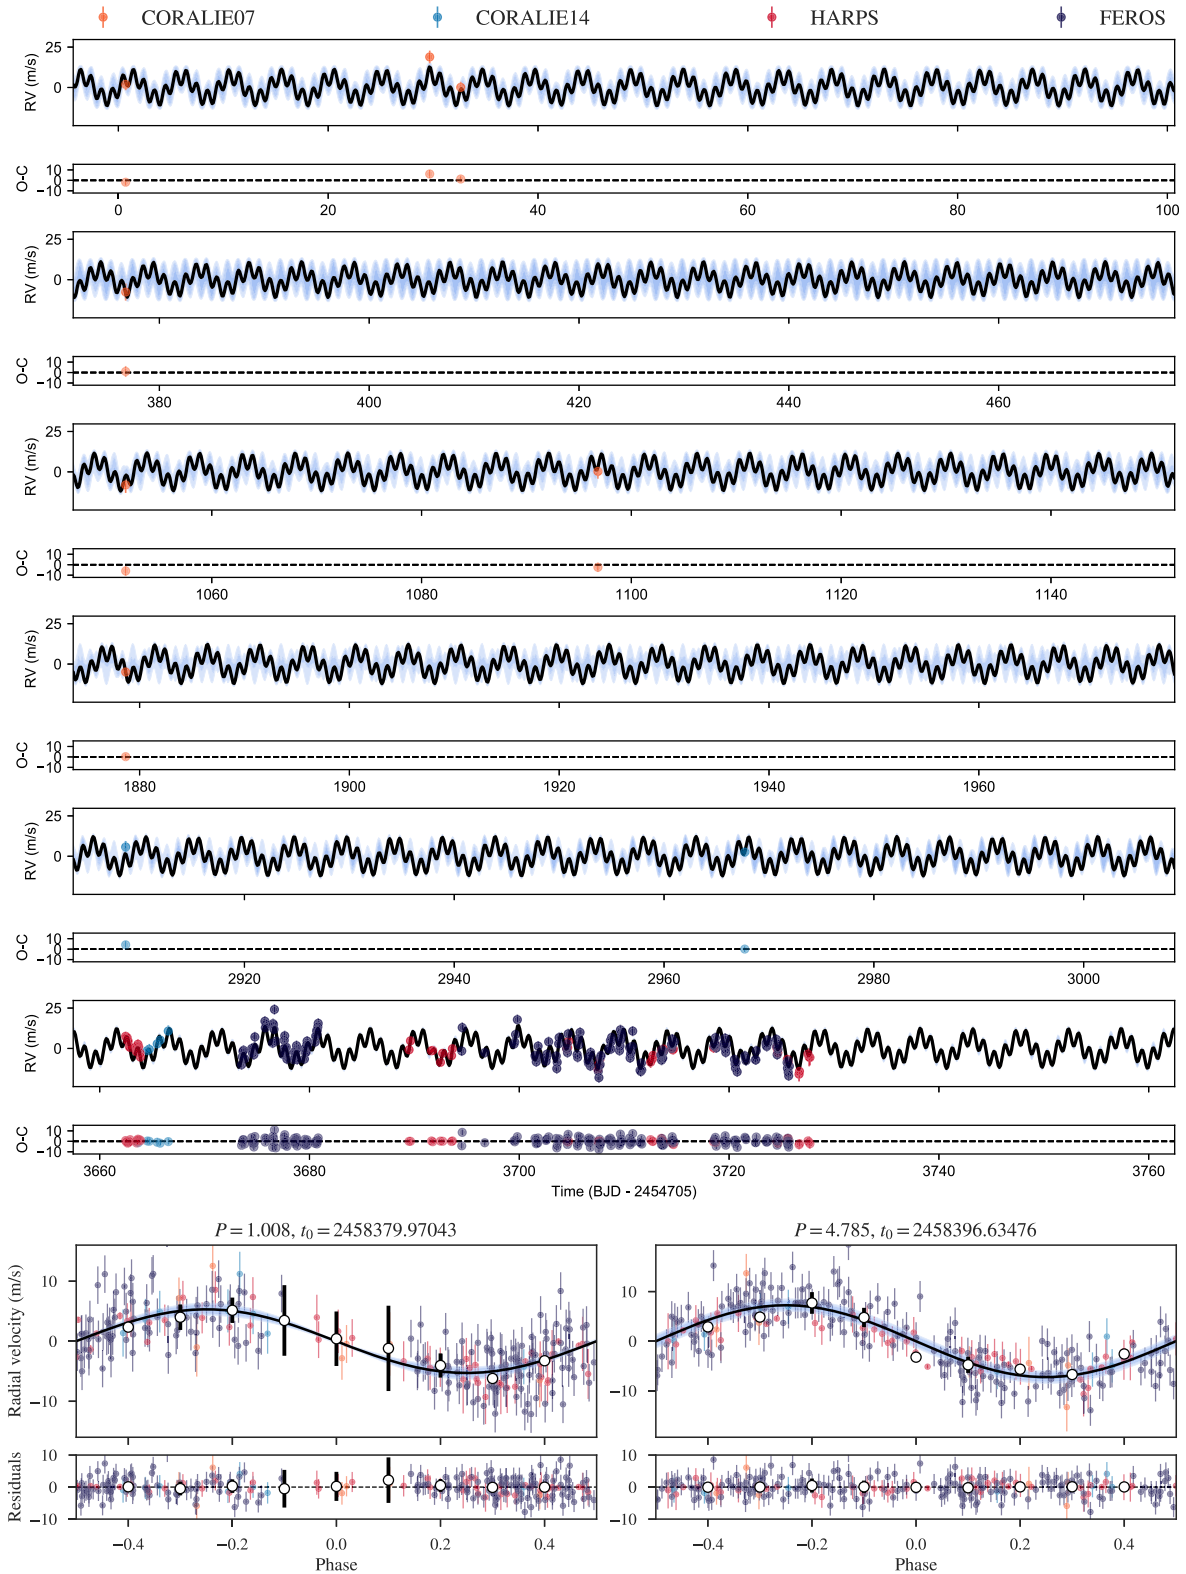 CORALIE07 CORALIE14 HARPS FEROS
RV (m/s)
25
0
O-C
10
0
−10
0 20 40 60 80 100
RV (m/s)
25
0
O-C
10
0
−10
380 400 420 440 460
RV (m/s)
25
0
O-C
10
0
−10
1060 1080 1100 1120 1140
RV (m/s)
25
0
O-C
10
0
−10
1880 1900 1920 1940 1960
RV (m/s)
25
0
O-C
10
0
−10
2920 2940 2960 2980 3000
RV (m/s)
25
0
O-C
10
0
−10
3660 3680 3700 3720 3740 3760
Time (BJD - 2454705)
P = 1.008, t₀ = 2458379.97043
P = 4.785, t₀ = 2458396.63476
Radial velocity (m/s)
10
0
−10
10
0
−10
Residuals
10
0
−10
10
0
−10
−0.4 −0.2 0.0 0.2 0.4
−0.4 −0.2 0.0 0.2 0.4
Phase
Phase